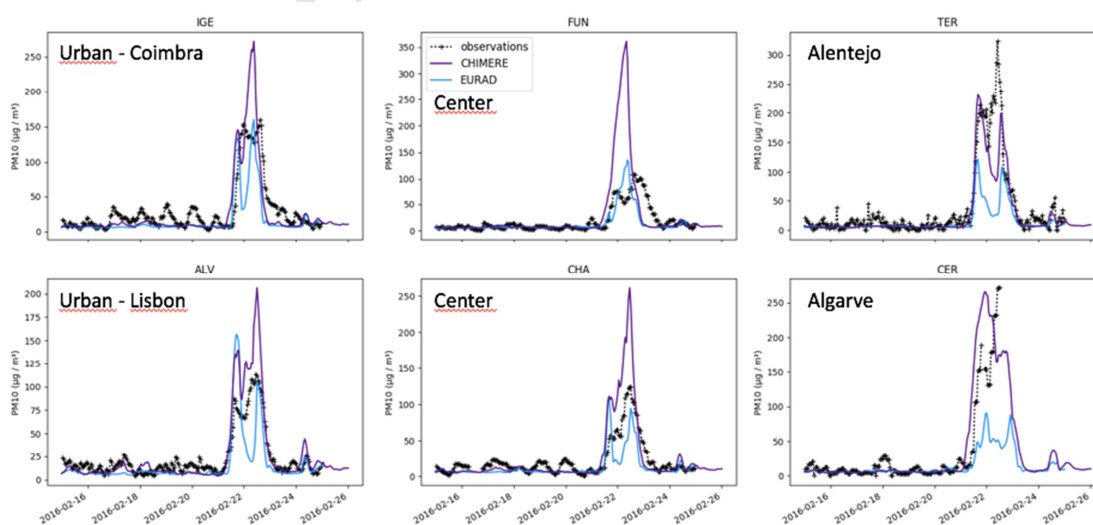 IGE
FUN
TER
Urban - Coimbra
observations
CHIMERE
EURAD
Center
Alentejo
PM10 (µg / m³)
250
200
150
100
50
0
PM10 (µg / m³)
350
300
250
200
150
100
50
0
PM10 (µg / m³)
300
250
200
150
100
50
0
ALV
CHA
CER
Urban - Lisbon
Center
Algarve
PM10 (µg / m³)
200
175
150
125
100
75
50
25
0
PM10 (µg / m³)
250
200
150
100
50
0
PM10 (µg / m³)
250
200
150
100
50
0
2016-02-16
2016-02-18
2016-02-20
2016-02-22
2016-02-24
2016-02-26
2016-02-16
2016-02-18
2016-02-20
2016-02-22
2016-02-24
2016-02-26
2016-02-16
2016-02-18
2016-02-20
2016-02-22
2016-02-24
2016-02-26